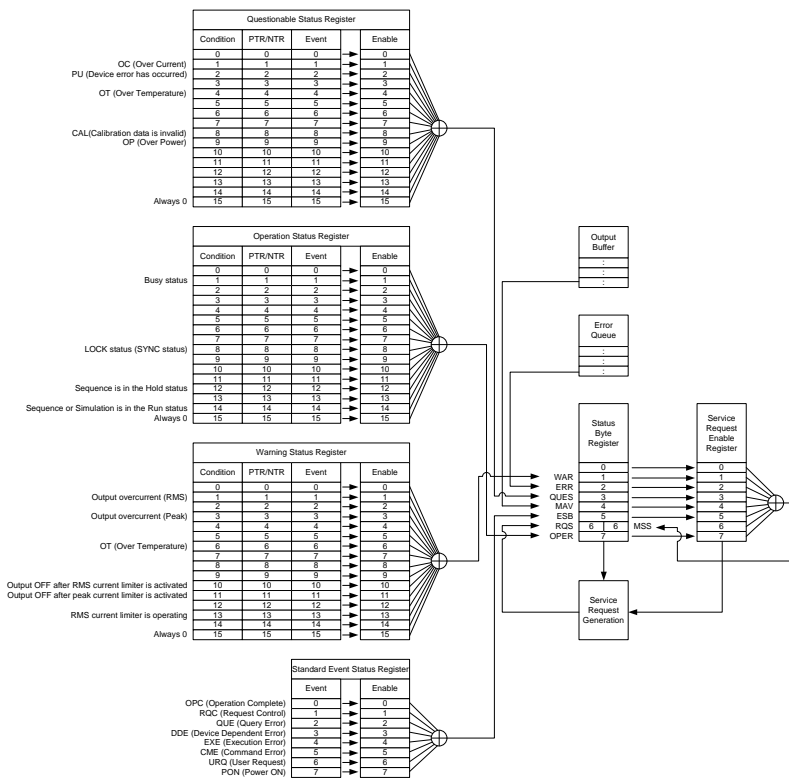 Questionable Status Register
Condition PTR/NTR Event Enable
0 0 0 0
OC (Over Current) 1 1 1 1
PU (Device error has occurred) 2 2 2 2
3 3 3 3
OT (Over Temperature) 4 4 4 4
5 5 5 5
6 6 6 6
7 7 7 7
CAL(Calibration data is invalid) 8 8 8 8
OP (Over Power) 9 9 9 9
10 10 10 10
11 11 11 11
12 12 12 12
13 13 13 13
14 14 14 14
Always 0 15 15 15 15
Operation Status Register
Condition PTR/NTR Event Enable
0 0 0 0
Busy status 1 1 1 1
2 2 2 2
3 3 3 3
4 4 4 4
5 5 5 5
6 6 6 6
7 7 7 7
LOCK status (SYNC status) 8 8 8 8
9 9 9 9
10 10 10 10
11 11 11 11
Sequence is in the Hold status 12 12 12 12
13 13 13 13
Sequence or Simulation is in the Run status 14 14 14 14
Always 0 15 15 15 15
Output
Buffer
:
:
:
Error
Queue
:
:
:
Warning Status Register
Condition PTR/NTR Event Enable
0 0 0 0
Output overcurrent (RMS) 1 1 1 1
2 2 2 2
Output overcurrent (Peak) 3 3 3 3
4 4 4 4
5 5 5 5
OT (Over Temperature) 6 6 6 6
7 7 7 7
8 8 8 8
9 9 9 9
Output OFF after RMS current limiter is activated 10 10 10 10
Output OFF after peak current limiter is activated 11 11 11 11
12 12 12 12
RMS current limiter is operating 13 13 13 13
14 14 14 14
Always 0 15 15 15 15
Status
Byte
Register
Service
Request
Enable
Register
0 0
WAR 1 1
ERR 2 2
QUES 3 3
MAV 4 4
ESB 5 5
RQS 6 6 MSS 6
OPER 7 7
Service
Request
Generation
Standard Event Status Register
Event Enable
OPC (Operation Complete) 0 0
RQC (Request Control) 1 1
QUE (Query Error) 2 2
DDE (Device Dependent Error) 3 3
EXE (Execution Error) 4 4
CME (Command Error) 5 5
URQ (User Request) 6 6
PON (Power ON) 7 7